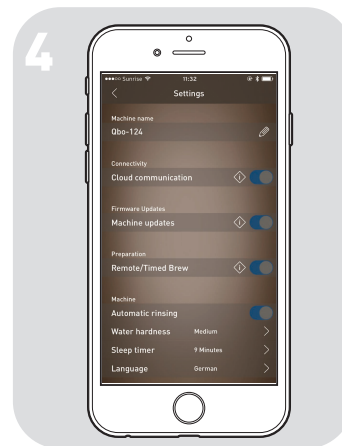 4
Sunrise 11:32
Settings
Machine name
Qbo-124
Connectivity
Cloud communication
Firmware Updates
Machine updates
Preparation
Remote/Timed Brew
Machine
Automatic rinsing
Water hardness Medium
Sleep timer 9 Minutes
Language German